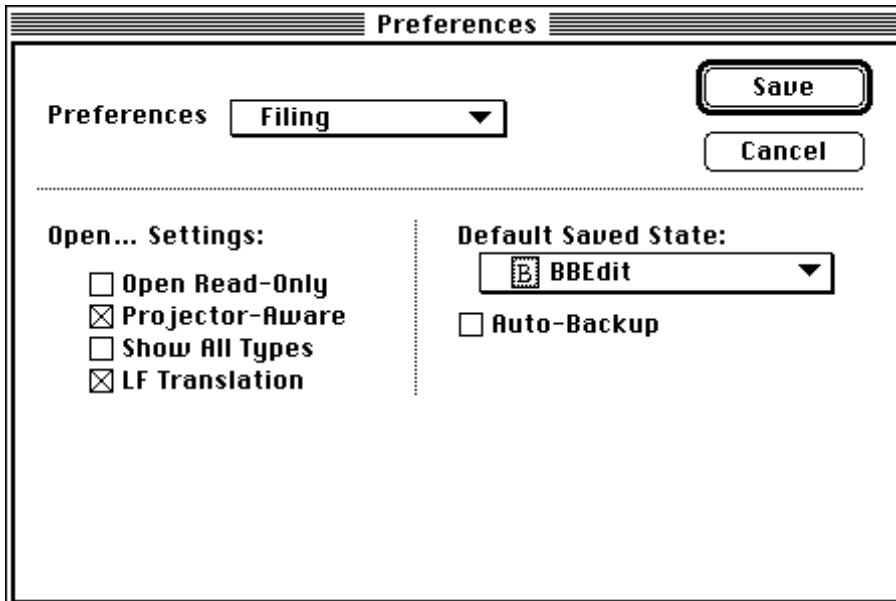 Preferences
Save
Preferences Filing
Cancel
Open... Settings:
Open Read-Only
Projector-Aware
Show All Types
LF Translation
Default Saved State:
B BBEdit
Auto-Backup